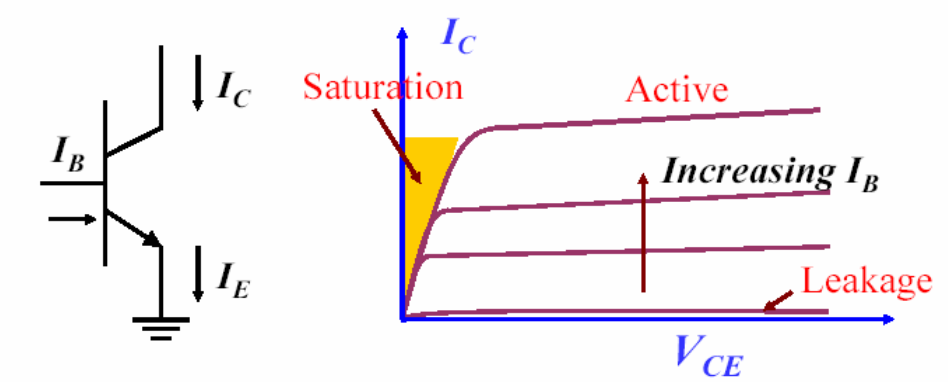 I_C
I_B
I_E
I_C
Saturation
Active
Increasing I_B
Leakage
V_CE